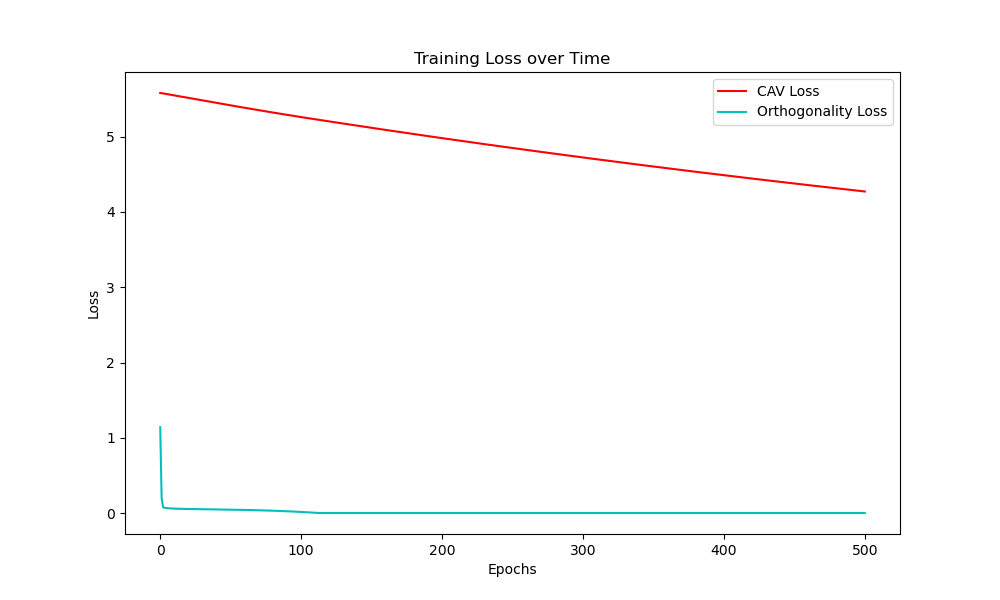 Training Loss over Time
CAV Loss
Orthogonality Loss
5
4
3
2
1
0
Loss
0 100 200 300 400 500
Epochs